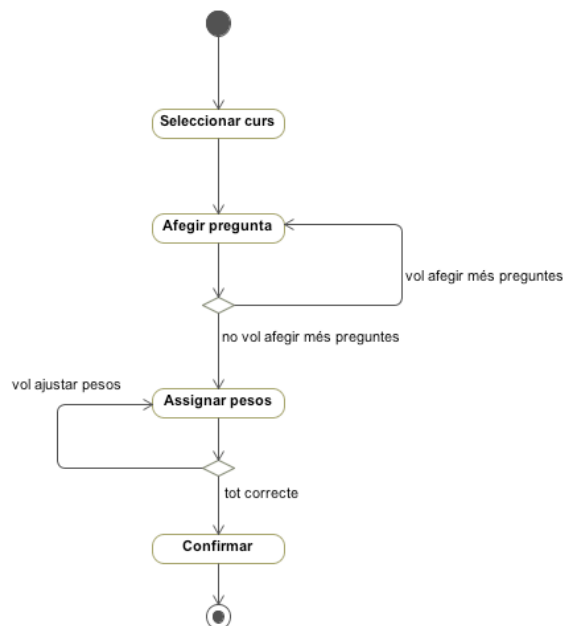 Seleccionar curs
Afegir pregunta
vol afegir més preguntes
no vol afegir més preguntes
vol ajustar pesos
Assignar pesos
tot correcte
Confirmar